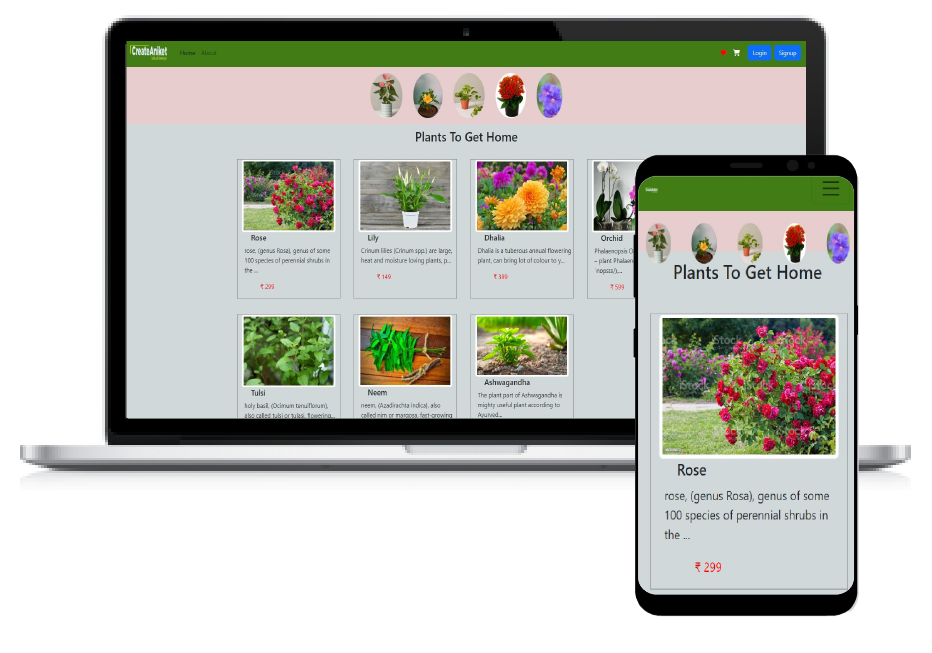 CreateAniket
Home About
Login Signup
Plants To Get Home
Rose
rose, (genus Rosa), genus of some
100 species of perennial shrubs in
the ...
₹ 299
Lily
Crinum lilies (Crinum spp.) are large,
heat and moisture loving plants, p...
₹ 149
Dhalia
Dhalia is a tuberous annual flowering
plant, can bring lot of colour to y...
₹ 389
Orchid
Phalaenopsis O
– plant Phalaen
opsis/),...
₹ 599
Tulsi
holy basil, (Ocimum tenuiflorum),
also called tulsi or tulasi, flowering...
Neem
neem, (Azadirachta indica), also
called nim or margosa, fast-growing
Ashwagandha
The plant part of Ashwagandha is
mighty useful plant according to
Ayurved...
Plants To Get Home
iStock
Rose
rose, (genus Rosa), genus of some
100 species of perennial shrubs in
the ...
₹ 299